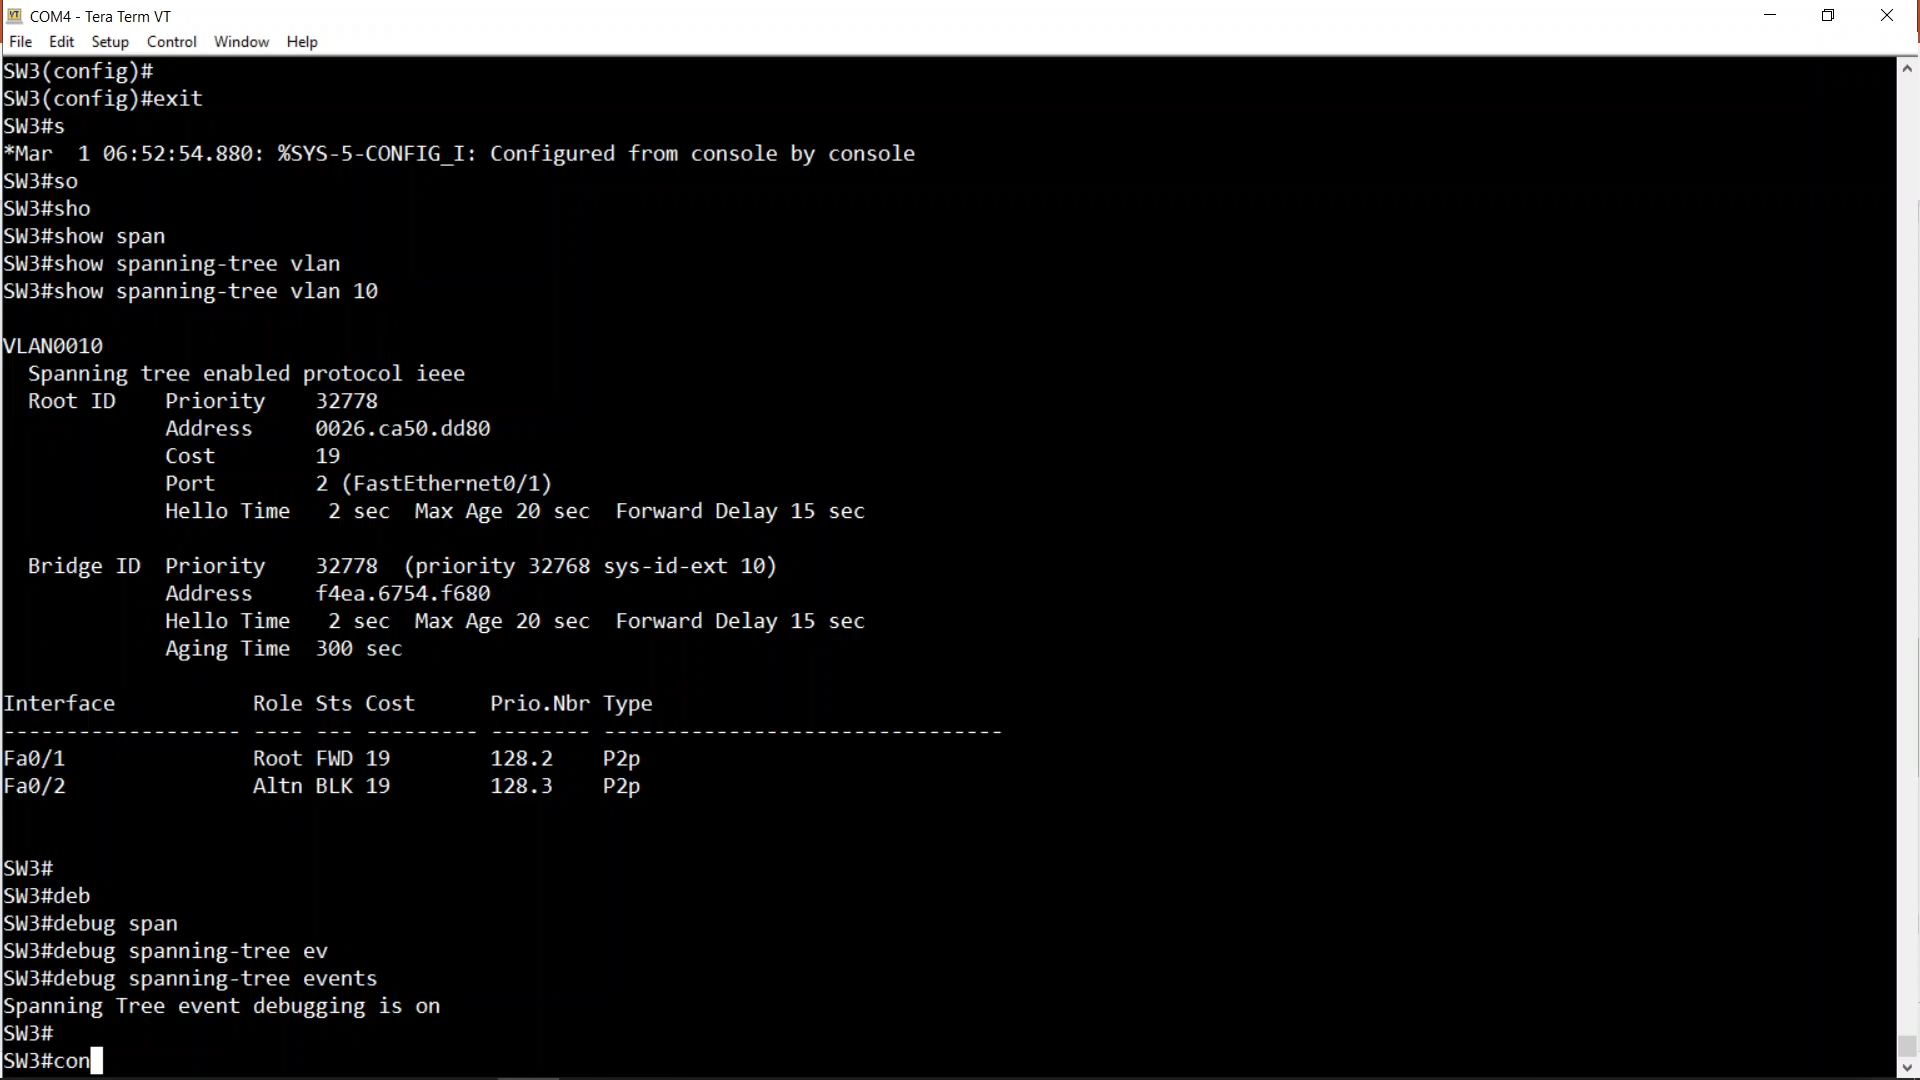 COM4 - Tera Term VT
File Edit Setup Control Window Help
SW3(config)#
SW3(config)#exit
SW3#s
*Mar  1 06:52:54.880: %SYS-5-CONFIG_I: Configured from console by console
SW3#so
SW3#sho
SW3#show span
SW3#show spanning-tree vlan
SW3#show spanning-tree vlan 10
VLAN0010
  Spanning tree enabled protocol ieee
  Root ID    Priority    32778
             Address     0026.ca50.dd80
             Cost        19
             Port        2 (FastEthernet0/1)
             Hello Time   2 sec  Max Age 20 sec  Forward Delay 15 sec
  Bridge ID  Priority    32778  (priority 32768 sys-id-ext 10)
             Address     f4ea.6754.f680
             Hello Time   2 sec  Max Age 20 sec  Forward Delay 15 sec
             Aging Time  300 sec
Interface           Role Sts Cost      Prio.Nbr Type
------------------- ---- --- --------- -------- --------------------------------
Fa0/1               Root FWD 19        128.2    P2p
Fa0/2               Altn BLK 19        128.3    P2p
SW3#
SW3#deb
SW3#debug span
SW3#debug spanning-tree ev
SW3#debug spanning-tree events
Spanning Tree event debugging is on
SW3#
SW3#con